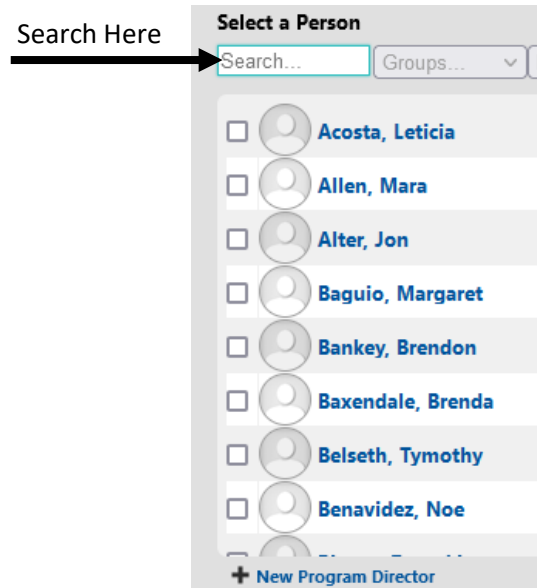 Search Here
Select a Person
Search...
Groups...
Acosta, Leticia
Allen, Mara
Alter, Jon
Baguio, Margaret
Bankey, Brendon
Baxendale, Brenda
Belseth, Tymothy
Benavidez, Noe
New Program Director